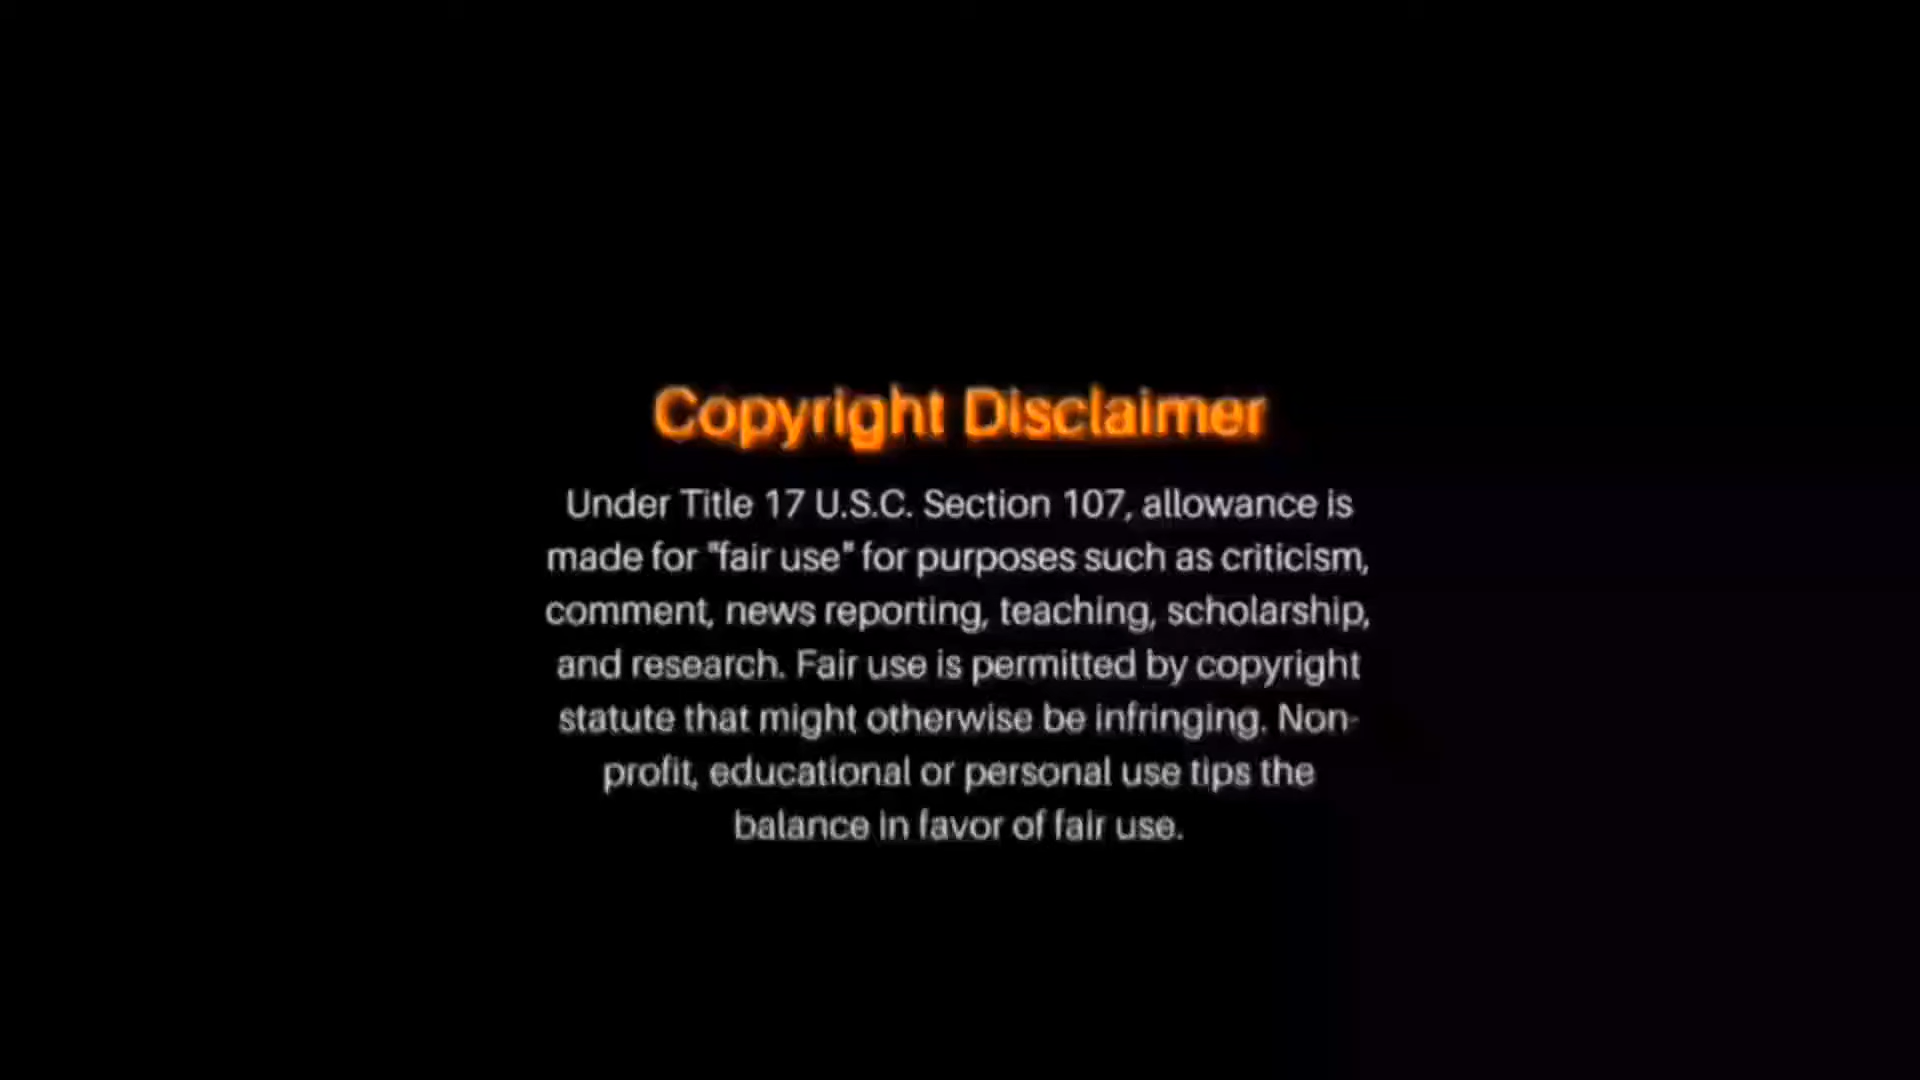 Copyright Disclaimer
Under Title 17 U.S.C. Section 107, allowance is
made for "fair use" for purposes such as criticism,
comment, news reporting, teaching, scholarship,
and research. Fair use is permitted by copyright
statute that might otherwise be infringing. Non-
profit, educational or personal use tips the
balance in favor of fair use.